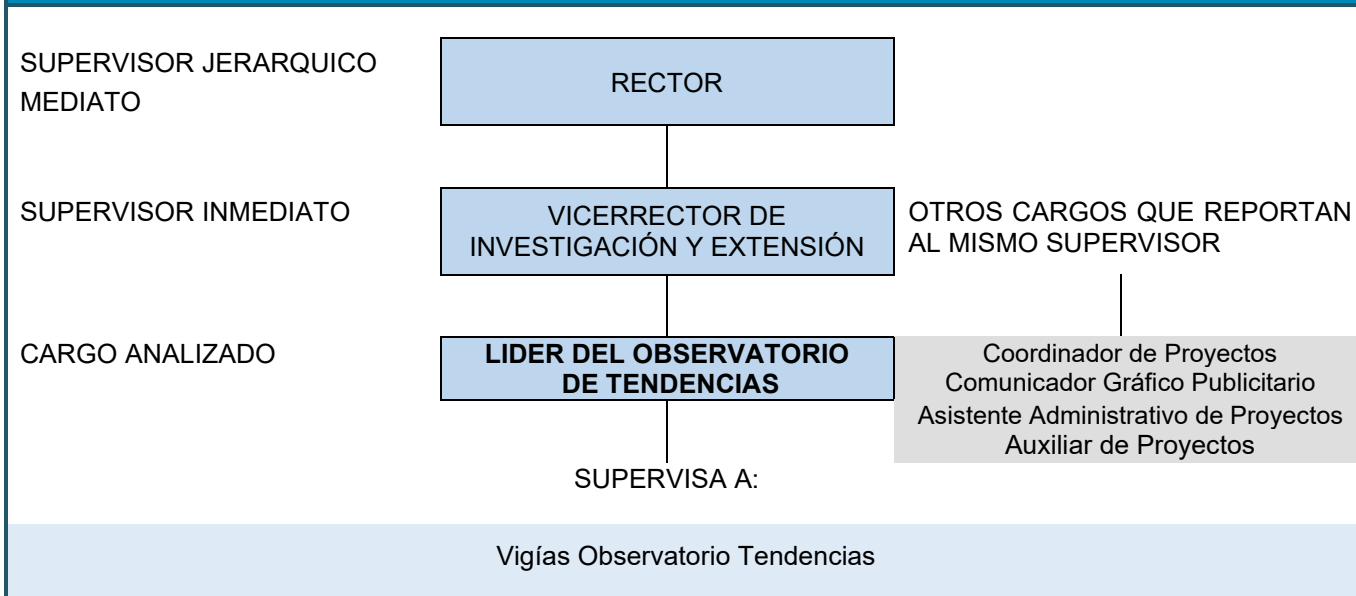 SUPERVISOR JERARQUICO
MEDIATO
RECTOR
SUPERVISOR INMEDIATO
VICERRECTOR DE
INVESTIGACIÓN Y EXTENSIÓN
OTROS CARGOS QUE REPORTAN
AL MISMO SUPERVISOR
CARGO ANALIZADO
LIDER DEL OBSERVATORIO
DE TENDENCIAS
Coordinador de Proyectos
Comunicador Gráfico Publicitario
Asistente Administrativo de Proyectos
Auxiliar de Proyectos
SUPERVISA A:
Vigías Observatorio Tendencias